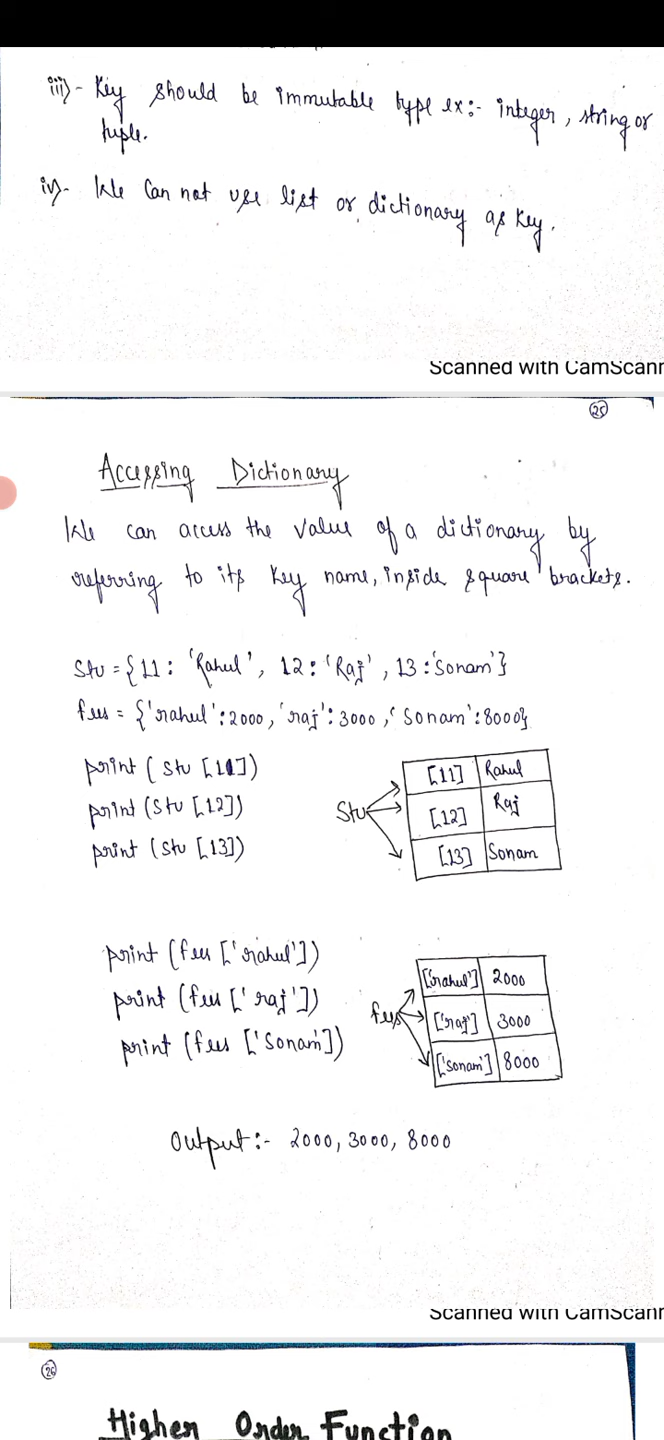 iii)- Key should be immutable type ex:- integer, string or
tuple.
iv)- We Can not use list or dictionary as key.
Scanned with CamScanr
25
Accessing Dictionary
We can access the value of a dictionary by
referring to its key name, inside square brackets.
Stu = {11: 'Rahul', 12: 'Raj', 13: 'Sonam'}
fees = {'rahul': 2000, 'raj': 3000, 'Sonam': 8000}
print (Stu [11])
print (Stu [12])
print (Stu [13])
Stu
[11] Rahul
[12] Raj
[13] Sonam
print (fees ['rahul'])
print (fees ['raj'])
print (fees ['Sonam'])
fees
['rahul'] 2000
['raj'] 3000
['sonam'] 8000
Output:- 2000, 3000, 8000
Scanned with CamScanr
26
Higher Order Function